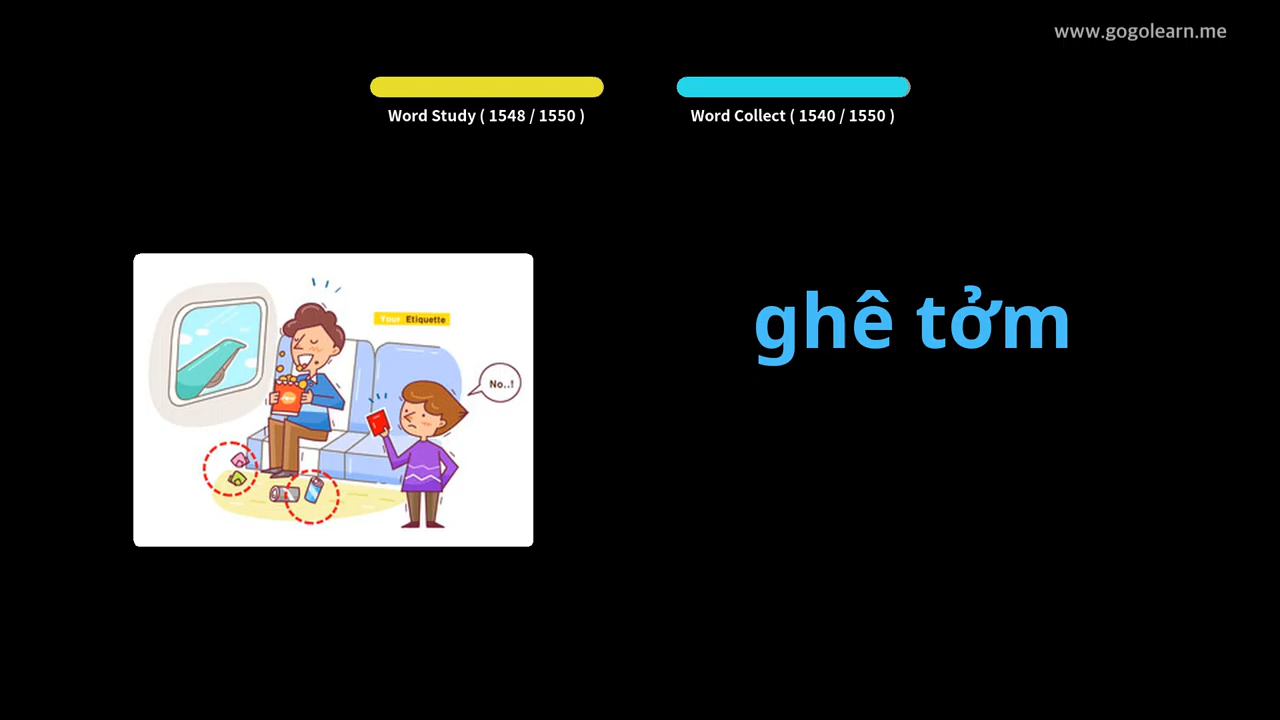 www.gogolearn.me
Word Study ( 1548 / 1550 )
Word Collect ( 1540 / 1550 )
Your Etiquette
No..!
ghê tởm